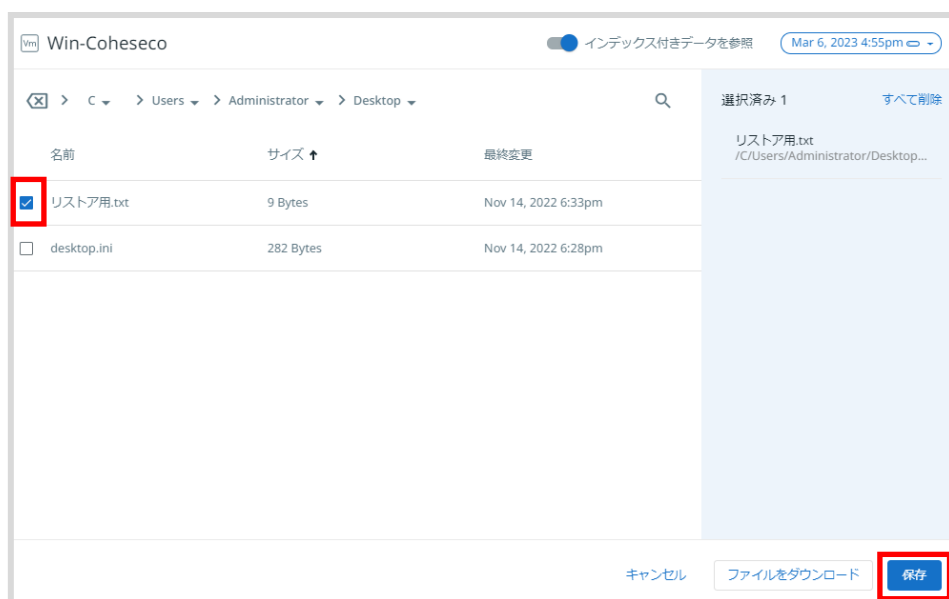 Vm Win-Coheseco インデックス付きデータを参照 Mar 6, 2023 4:55pm
C Users Administrator Desktop 選択済み 1 すべて削除
リストア用.txt
/C/Users/Administrator/Desktop...
名前 サイズ 最終変更
リストア用.txt 9 Bytes Nov 14, 2022 6:33pm
desktop.ini 282 Bytes Nov 14, 2022 6:28pm
キャンセル ファイルをダウンロード 保存